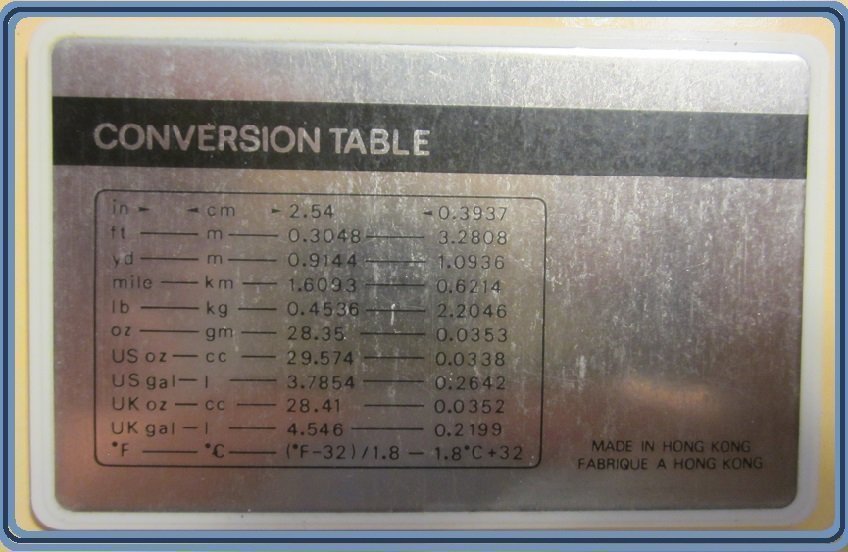 CONVERSION TABLE
in ► ◄ cm ► 2.54 ◄ 0.3937
ft — m — 0.3048 — 3.2808
yd — m — 0.9144 — 1.0936
mile — km — 1.6093 — 0.6214
lb — kg — 0.4536 — 2.2046
oz — gm — 28.35 — 0.0353
US oz — cc — 29.574 — 0.0338
US gal — l — 3.7854 — 0.2642
UK oz — cc — 28.41 — 0.0352
UK gal — l — 4.546 — 0.2199
°F — °C — (°F-32)/1.8 — 1.8°C+32
MADE IN HONG KONG
FABRIQUE A HONG KONG